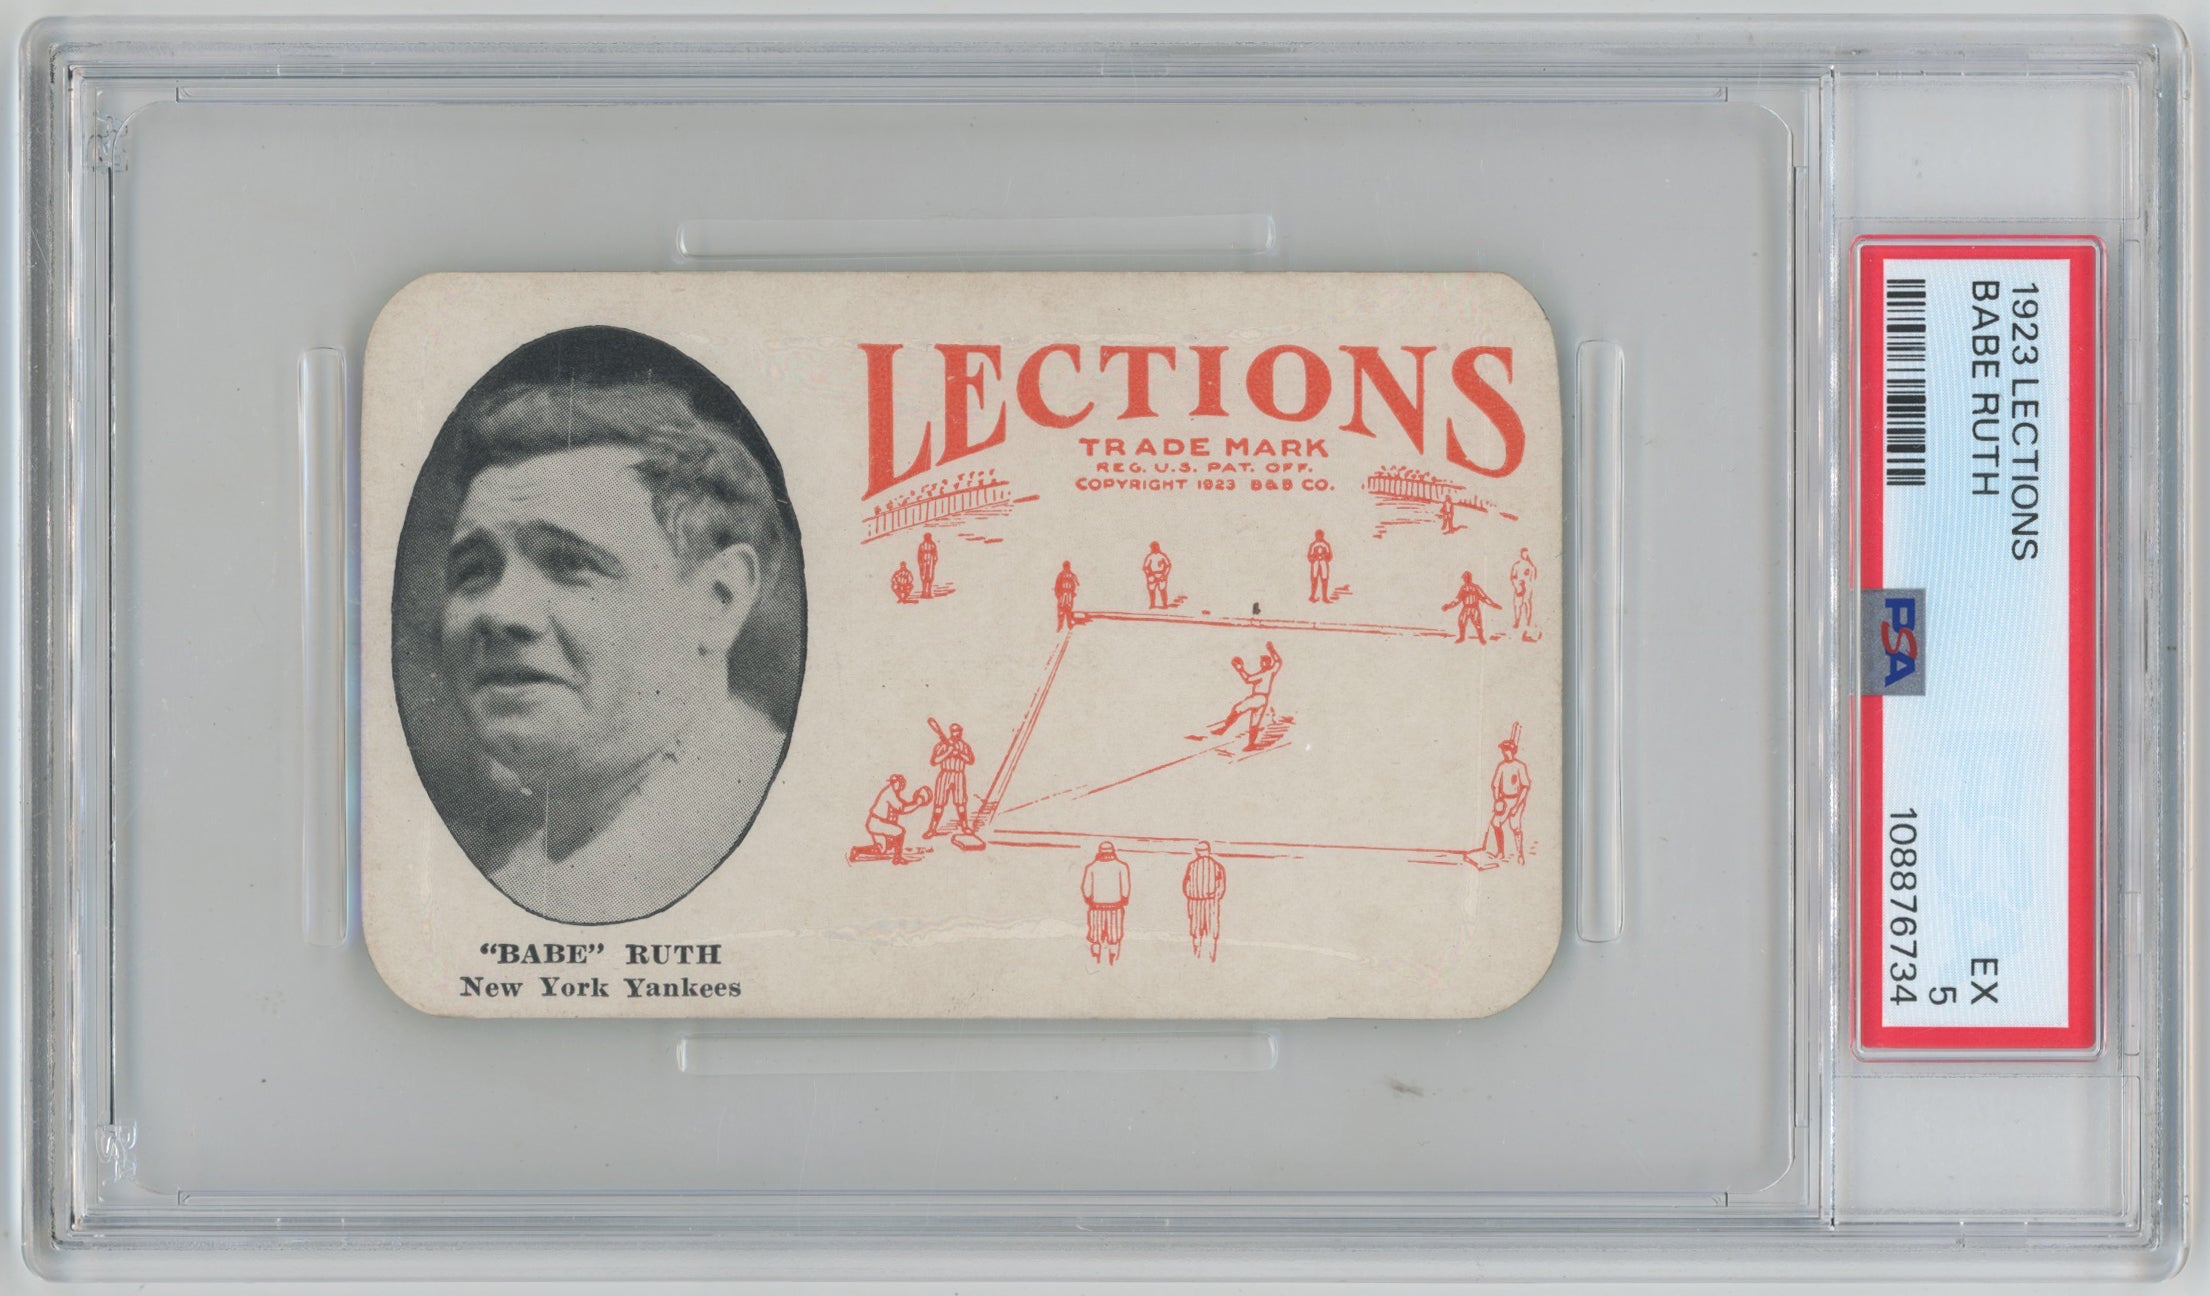 LECTIONS
TRADE MARK
REG. U.S. PAT. OFF.
COPYRIGHT 1923 B&B CO.
“BABE” RUTH
New York Yankees
1923 LECTIONS
BABE RUTH
EX
5
PSA
108876734